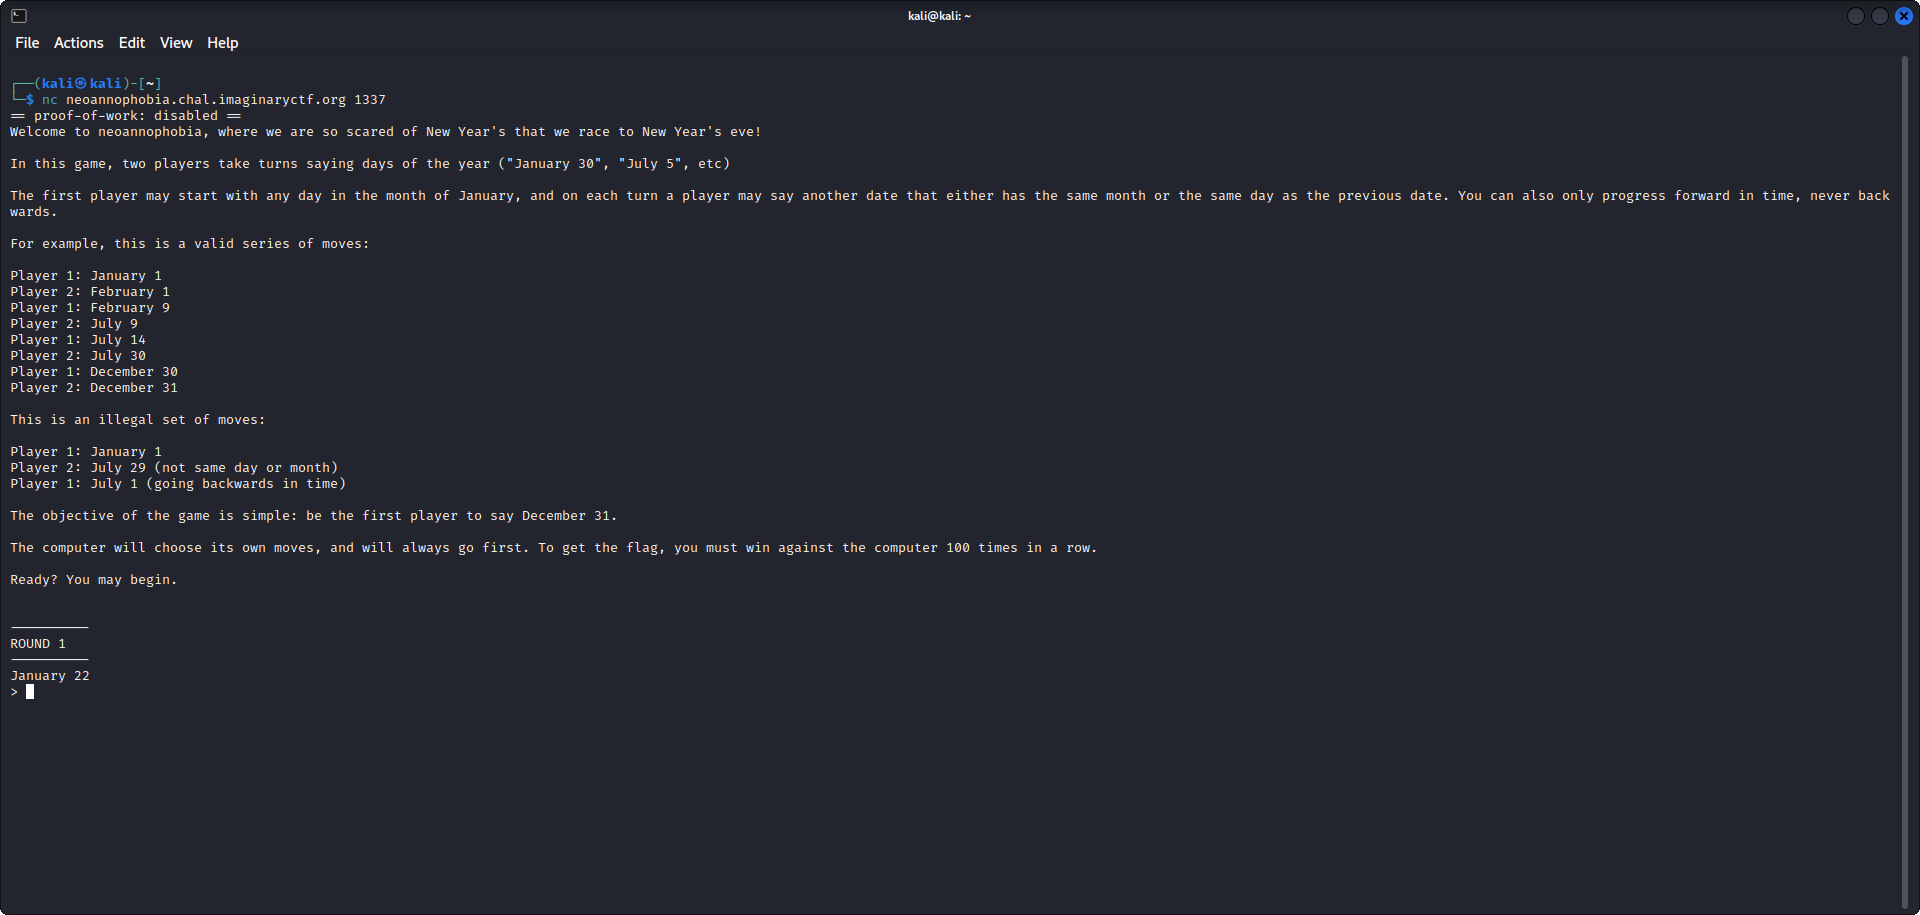 kali@kali: ~
File Actions Edit View Help
┌──(kali㉿kali)-[~]
└─$ nc neoannophobia.chal.imaginaryctf.org 1337
== proof-of-work: disabled ==
Welcome to neoannophobia, where we are so scared of New Year's that we race to New Year's eve!
In this game, two players take turns saying days of the year ("January 30", "July 5", etc)
The first player may start with any day in the month of January, and on each turn a player may say another date that either has the same month or the same day as the previous date. You can also only progress forward in time, never back
wards.
For example, this is a valid series of moves:
Player 1: January 1
Player 2: February 1
Player 1: February 9
Player 2: July 9
Player 1: July 14
Player 2: July 30
Player 1: December 30
Player 2: December 31
This is an illegal set of moves:
Player 1: January 1
Player 2: July 29 (not same day or month)
Player 1: July 1 (going backwards in time)
The objective of the game is simple: be the first player to say December 31.
The computer will choose its own moves, and will always go first. To get the flag, you must win against the computer 100 times in a row.
Ready? You may begin.
----------
ROUND 1
----------
January 22
>